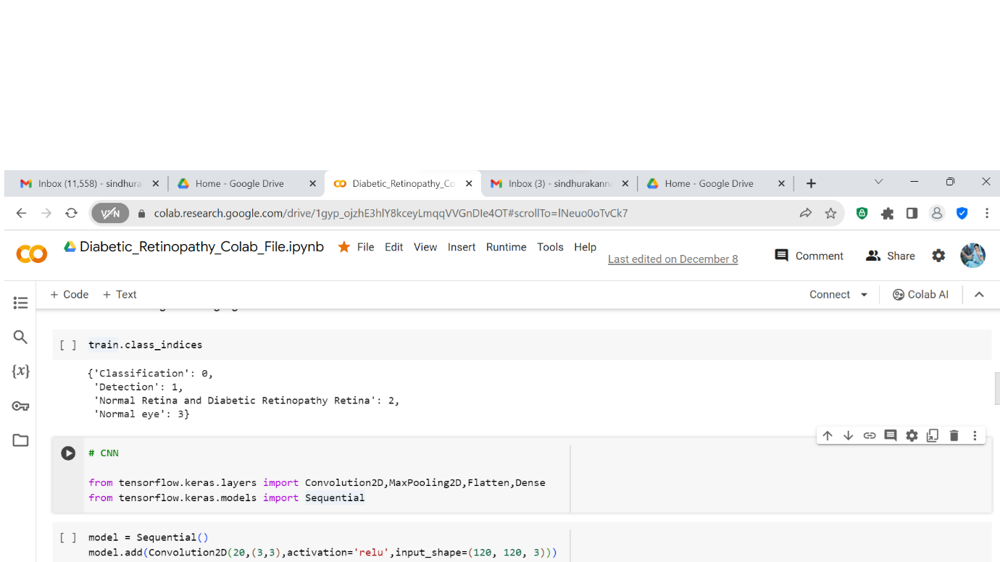 Inbox (11,558) - sindhura
Home - Google Drive
Diabetic_Retinopathy_Co
Inbox (3) - sindhurakann
Home - Google Drive
VPN
colab.research.google.com/drive/1gyp_ojzhE3hlY8kceyLmqqVVGnDIe4OT#scrollTo=lNeuo0oTvCk7
CO
Diabetic_Retinopathy_Colab_File.ipynb
File Edit View Insert Runtime Tools Help
Last edited on December 8
Comment
Share
+ Code + Text
Connect
Colab AI
[ ] train.class_indices
{'Classification': 0,
'Detection': 1,
'Normal Retina and Diabetic Retinopathy Retina': 2,
'Normal eye': 3}
{x}
# CNN
from tensorflow.keras.layers import Convolution2D,MaxPooling2D,Flatten,Dense
from tensorflow.keras.models import Sequential
[ ] model = Sequential()
model.add(Convolution2D(20,(3,3),activation='relu',input_shape=(120, 120, 3)))